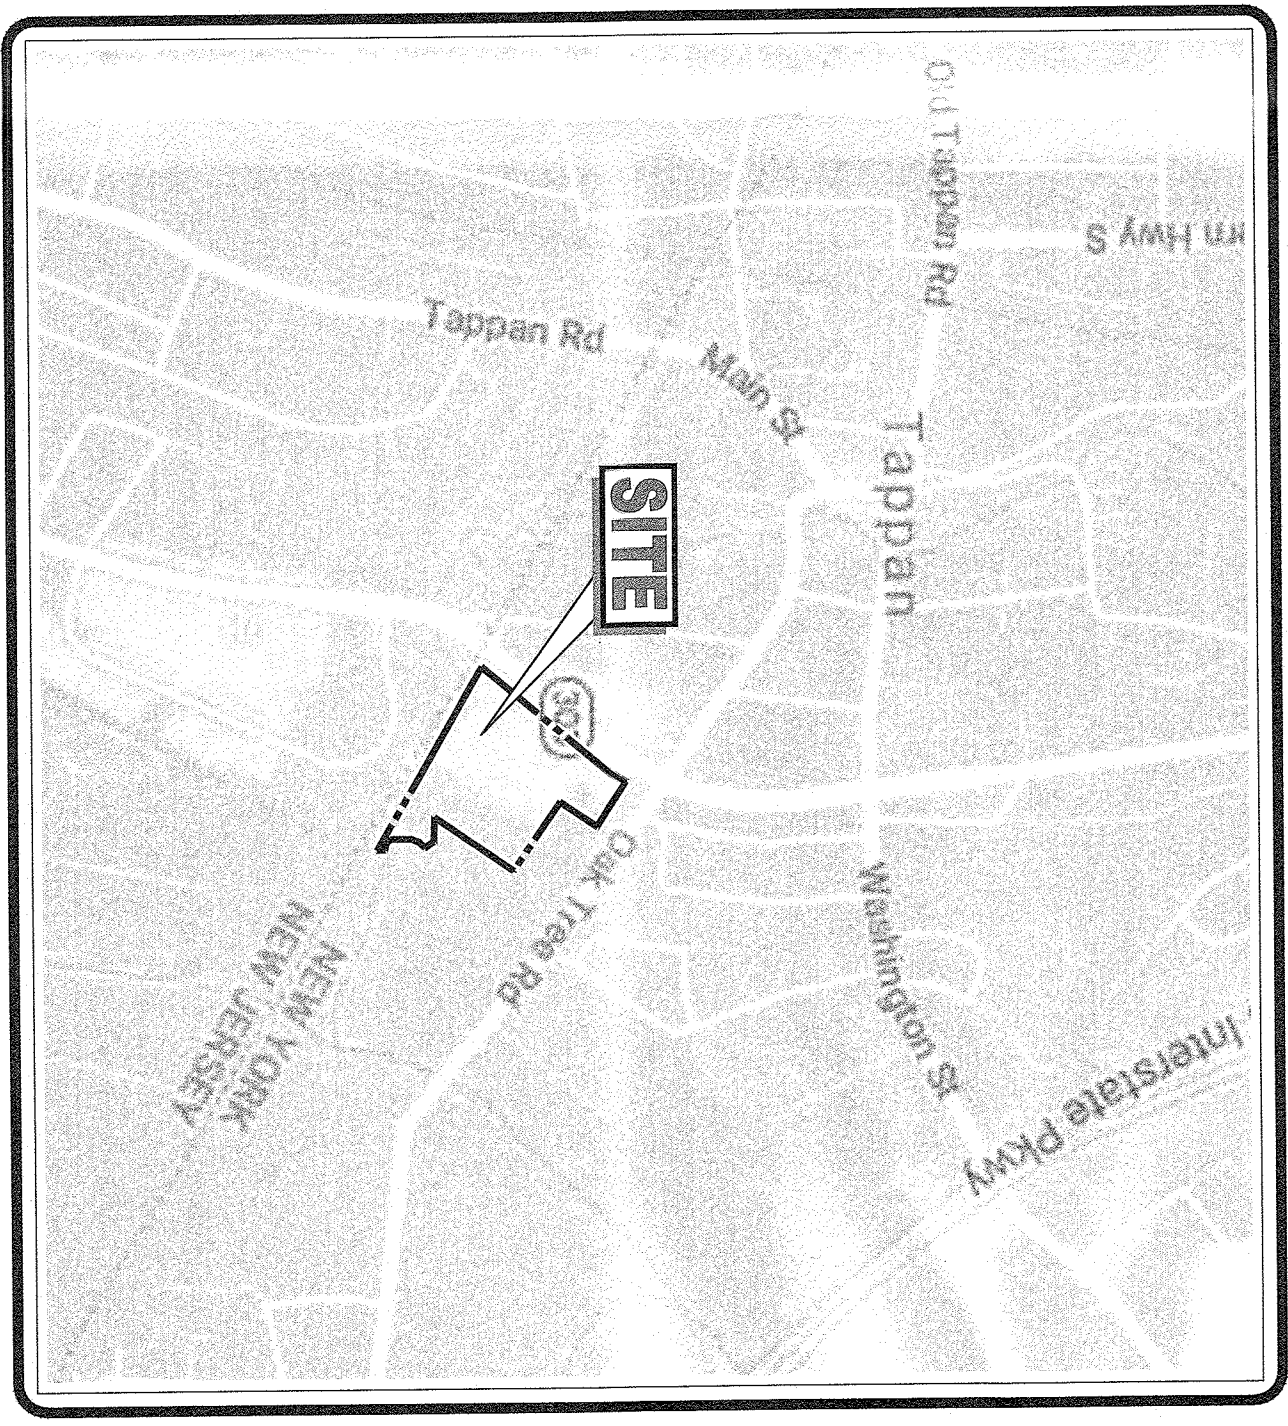 Old Tappan Rd
rn Hwy S
Tappan Rd
Main St
Tappan
SITE
Oak Tree Rd
Washington St
Interstate Pkwy
NEW YORK
NEW JERSEY